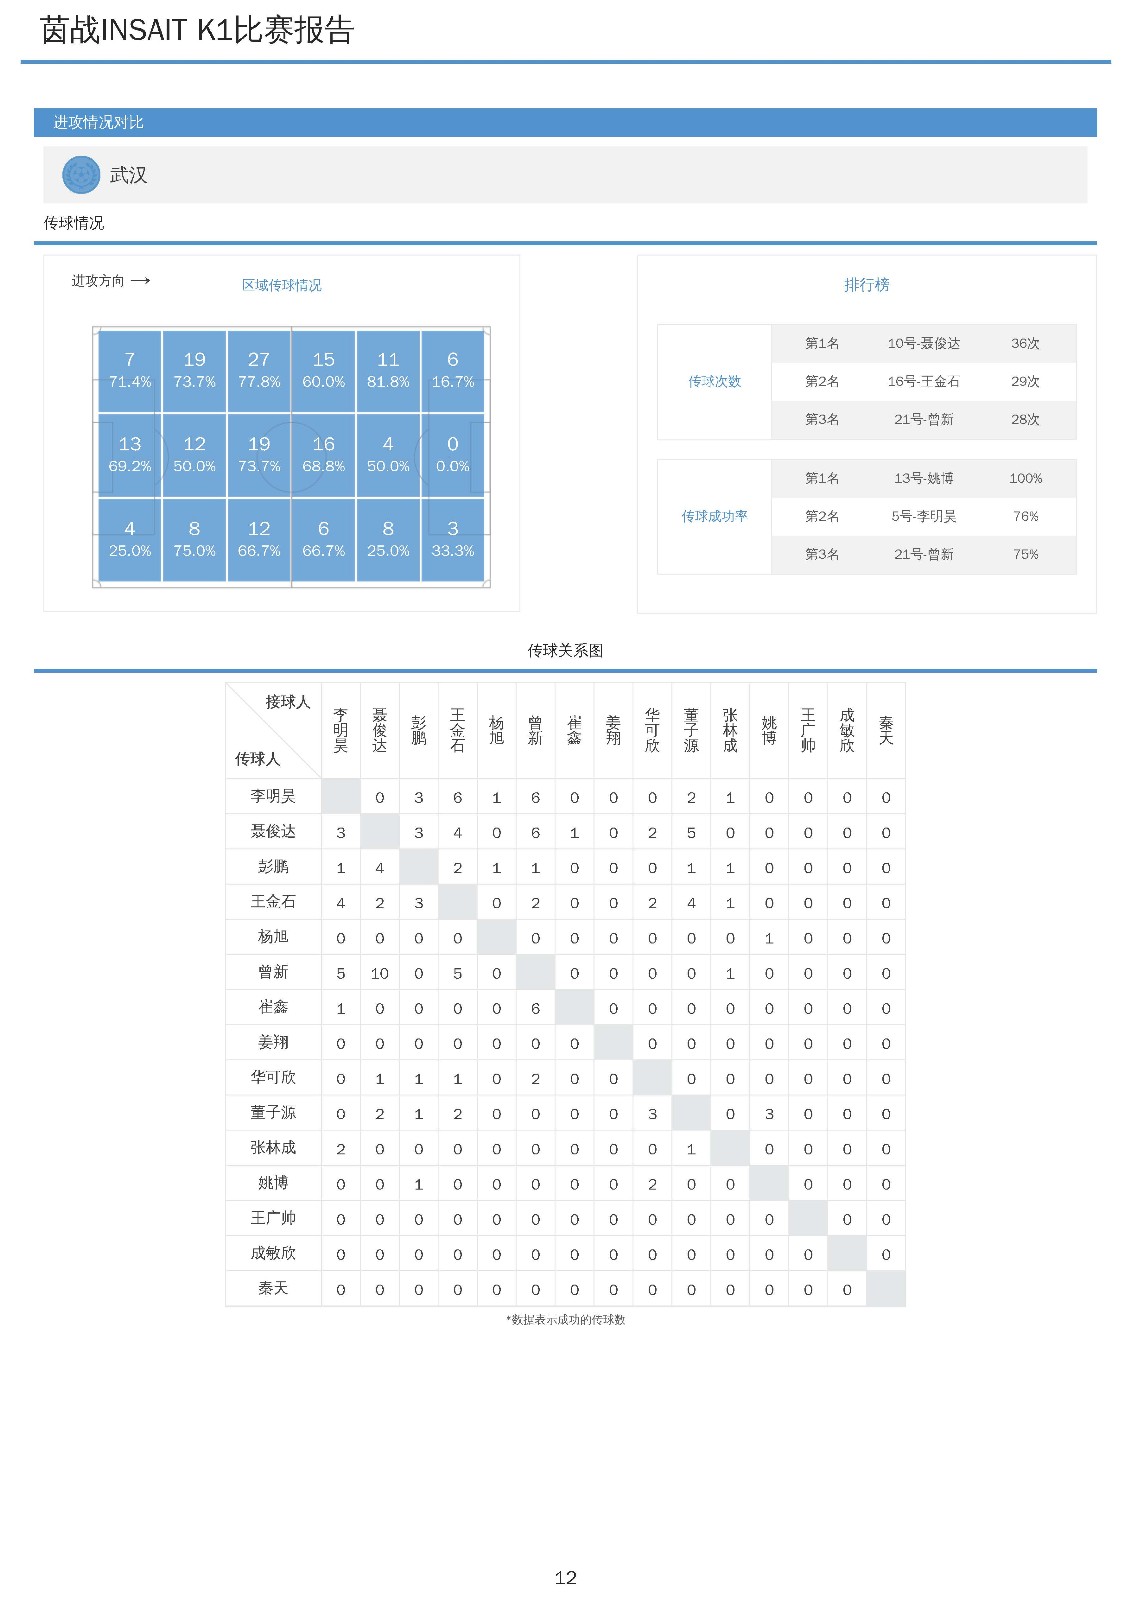 茵战INSAIT K1比赛报告
进攻情况对比
武汉
传球情况
进攻方向 →
区域传球情况
7 19 27 15 11 6
71.4% 73.7% 77.8% 60.0% 81.8% 16.7%
13 12 19 16 4 0
69.2% 50.0% 73.7% 68.8% 50.0% 0.0%
4 8 12 6 8 3
25.0% 75.0% 66.7% 66.7% 25.0% 33.3%
排行榜
传球次数
第1名 10号-聂俊达 36次
第2名 16号-王金石 29次
第3名 21号-曾新 28次
传球成功率
第1名 13号-姚博 100%
第2名 5号-李明昊 76%
第3名 21号-曾新 75%
传球关系图
接球人
传球人
李明昊 聂俊达 彭鹏 王金石 杨旭 曾新 崔鑫 姜翔 华可欣 董子源 张林成 姚博 王广帅 成敏欣 秦天
李明昊 0 3 6 1 6 0 0 0 2 1 0 0 0 0
聂俊达 3 3 4 0 6 1 0 2 5 0 0 0 0 0
彭鹏 1 4 2 1 1 0 0 0 1 1 0 0 0 0
王金石 4 2 3 0 2 0 0 2 4 1 0 0 0 0
杨旭 0 0 0 0 0 0 0 0 0 0 1 0 0 0
曾新 5 10 0 5 0 0 0 0 0 1 0 0 0 0
崔鑫 1 0 0 0 0 6 0 0 0 0 0 0 0 0
姜翔 0 0 0 0 0 0 0 0 0 0 0 0 0 0
华可欣 0 1 1 1 0 2 0 0 0 0 0 0 0 0
董子源 0 2 1 2 0 0 0 0 3 0 3 0 0 0
张林成 2 0 0 0 0 0 0 0 0 1 0 0 0 0
姚博 0 0 1 0 0 0 0 0 2 0 0 0 0 0
王广帅 0 0 0 0 0 0 0 0 0 0 0 0 0 0
成敏欣 0 0 0 0 0 0 0 0 0 0 0 0 0 0
秦天 0 0 0 0 0 0 0 0 0 0 0 0 0 0
*数据表示成功的传球数
12